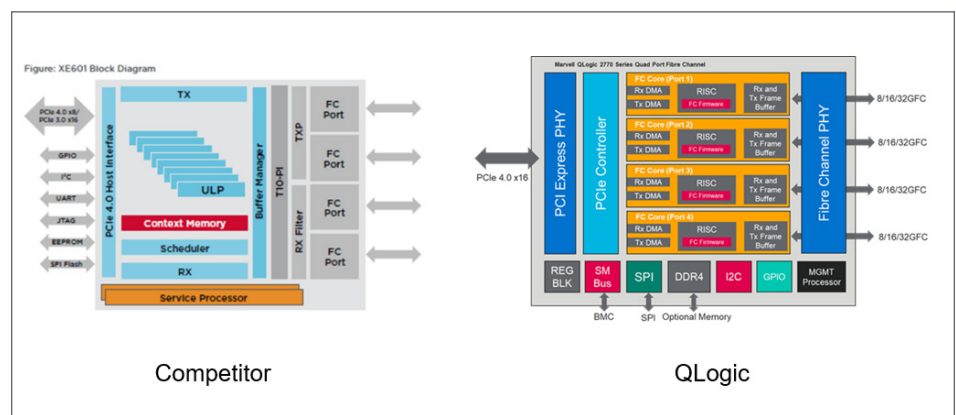 Figure: XE601 Block Diagram
PCIe 4.0 x8/
PCIe 3.0 x16
GPIO
I²C
UART
JTAG
EEPROM
SPI Flash
PCIe 4.0 Host Interface
TX
ULP
Context Memory
Scheduler
RX
Buffer Manager
T10-PI
TXP
RX Filter
FC
Port
FC
Port
FC
Port
FC
Port
Service Processor
Competitor
Marvell QLogic 2770 Series Quad Port Fibre Channel
PCIe 4.0 x16
PCI Express PHY
PCIe Controller
FC Core (Port 1)
Rx DMA
Tx DMA
RISC
FC Firmware
Rx and
Tx Frame
Buffer
FC Core (Port 2)
Rx DMA
Tx DMA
RISC
FC Firmware
Rx and
Tx Frame
Buffer
FC Core (Port 3)
Rx DMA
Tx DMA
RISC
FC Firmware
Rx and
Tx Frame
Buffer
FC Core (Port 4)
Rx DMA
Tx DMA
RISC
FC Firmware
Rx and
Tx Frame
Buffer
Fibre Channel PHY
8/16/32GFC
8/16/32GFC
8/16/32GFC
8/16/32GFC
REG
BLK
SM
Bus
SPI
DDR4
I2C
GPIO
MGMT
Processor
BMC
SPI
Optional Memory
QLogic